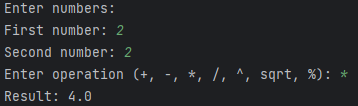 Enter numbers:
First number: 2
Second number: 2
Enter operation (+, -, *, /, ^, sqrt, %): *
Result: 4.0